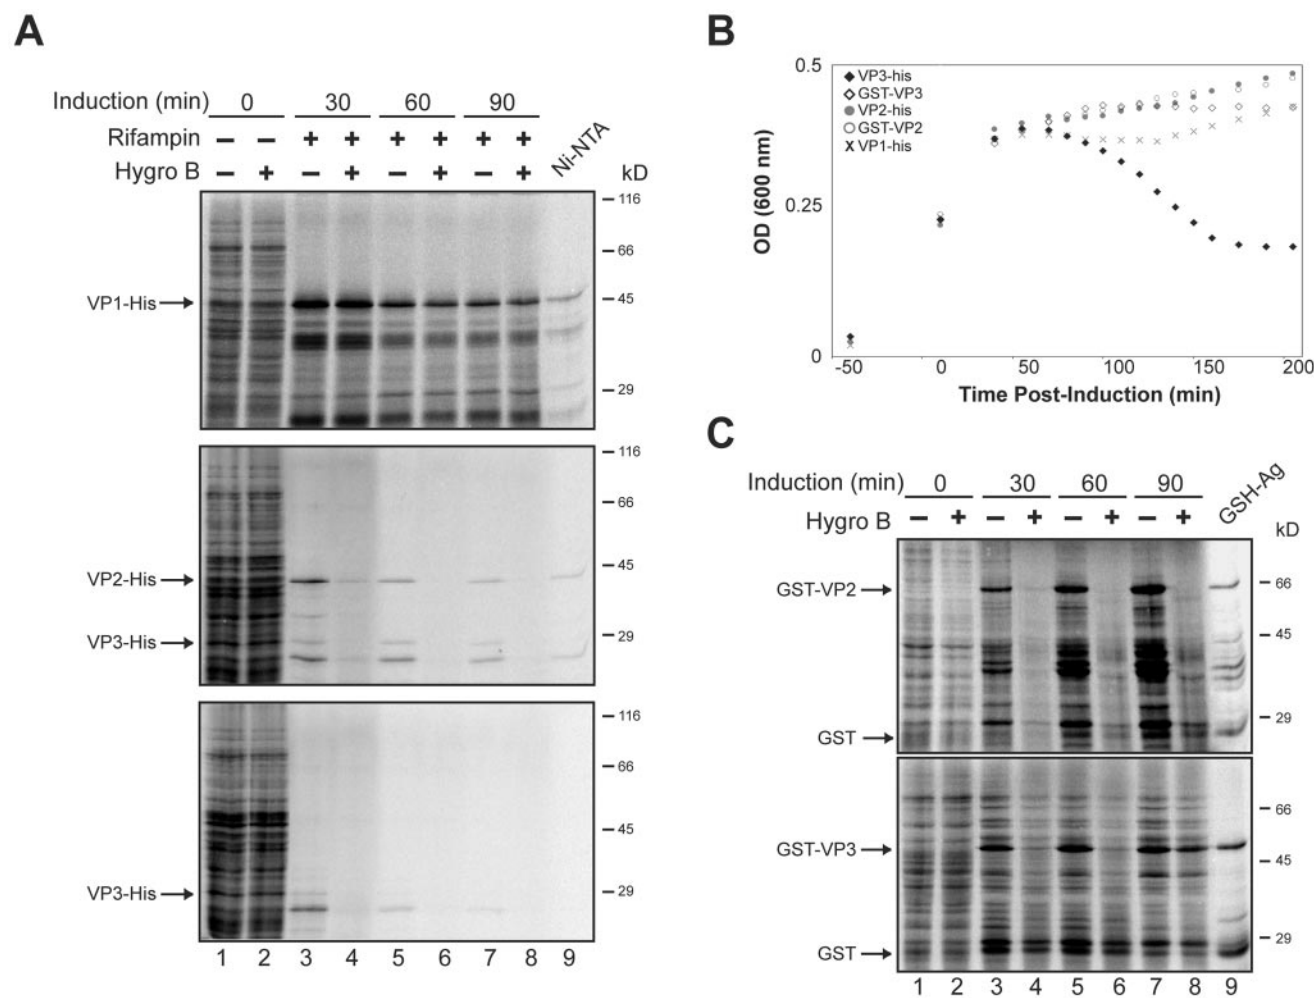 A
Induction (min) 0 30 60 90
Rifampin − − + + + + + +
Hygro B − + − + − + − + Ni-NTA kD
116
66
VP1-His 45
29
116
66
VP2-His 45
VP3-His 29
116
66
45
VP3-His 29
1 2 3 4 5 6 7 8 9
B
0.5
VP3-his
GST-VP3
VP2-his
GST-VP2
VP1-his
OD (600 nm)
0.25
0
-50 0 50 100 150 200
Time Post-Induction (min)
C
Induction (min) 0 30 60 90 GSH-Ag
Hygro B − + − + − + − + kD
GST-VP2 66
45
29
GST
66
GST-VP3 45
29
GST
1 2 3 4 5 6 7 8 9